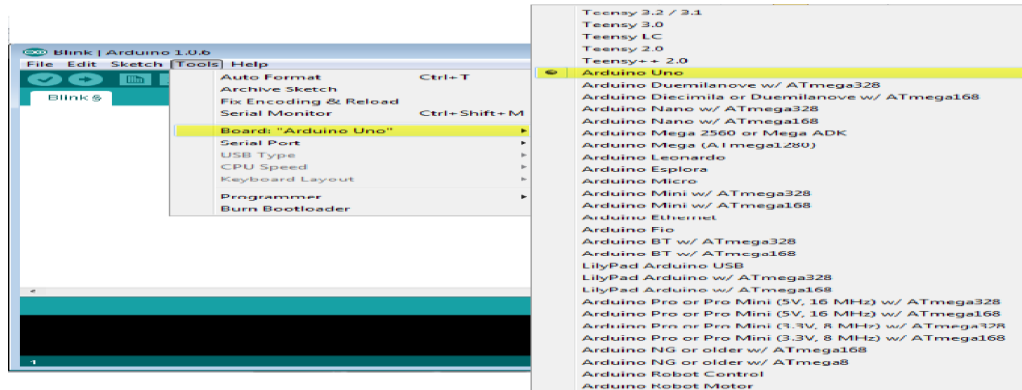 Blink | Arduino 1.0.6
File Edit Sketch Tools Help
Blink §
Auto Format Ctrl+T
Archive Sketch
Fix Encoding & Reload
Serial Monitor Ctrl+Shift+M
Board: "Arduino Uno"
Serial Port
USB Type
CPU Speed
Keyboard Layout
Programmer
Burn Bootloader
1
Teensy 3.2 / 3.1
Teensy 3.0
Teensy LC
Teensy 2.0
Teensy++ 2.0
Arduino Uno
Arduino Duemilanove w/ ATmega328
Arduino Diecimila or Duemilanove w/ ATmega168
Arduino Nano w/ ATmega328
Arduino Nano w/ ATmega168
Arduino Mega 2560 or Mega ADK
Arduino Mega (ATmega1280)
Arduino Leonardo
Arduino Esplora
Arduino Micro
Arduino Mini w/ ATmega328
Arduino Mini w/ ATmega168
Arduino Ethernet
Arduino Fio
Arduino BT w/ ATmega328
Arduino BT w/ ATmega168
LilyPad Arduino USB
LilyPad Arduino w/ ATmega328
LilyPad Arduino w/ ATmega168
Arduino Pro or Pro Mini (5V, 16 MHz) w/ ATmega328
Arduino Pro or Pro Mini (5V, 16 MHz) w/ ATmega168
Arduino Pro or Pro Mini (3.3V, 8 MHz) w/ ATmega328
Arduino Pro or Pro Mini (3.3V, 8 MHz) w/ ATmega168
Arduino NG or older w/ ATmega168
Arduino NG or older w/ ATmega8
Arduino Robot Control
Arduino Robot Motor